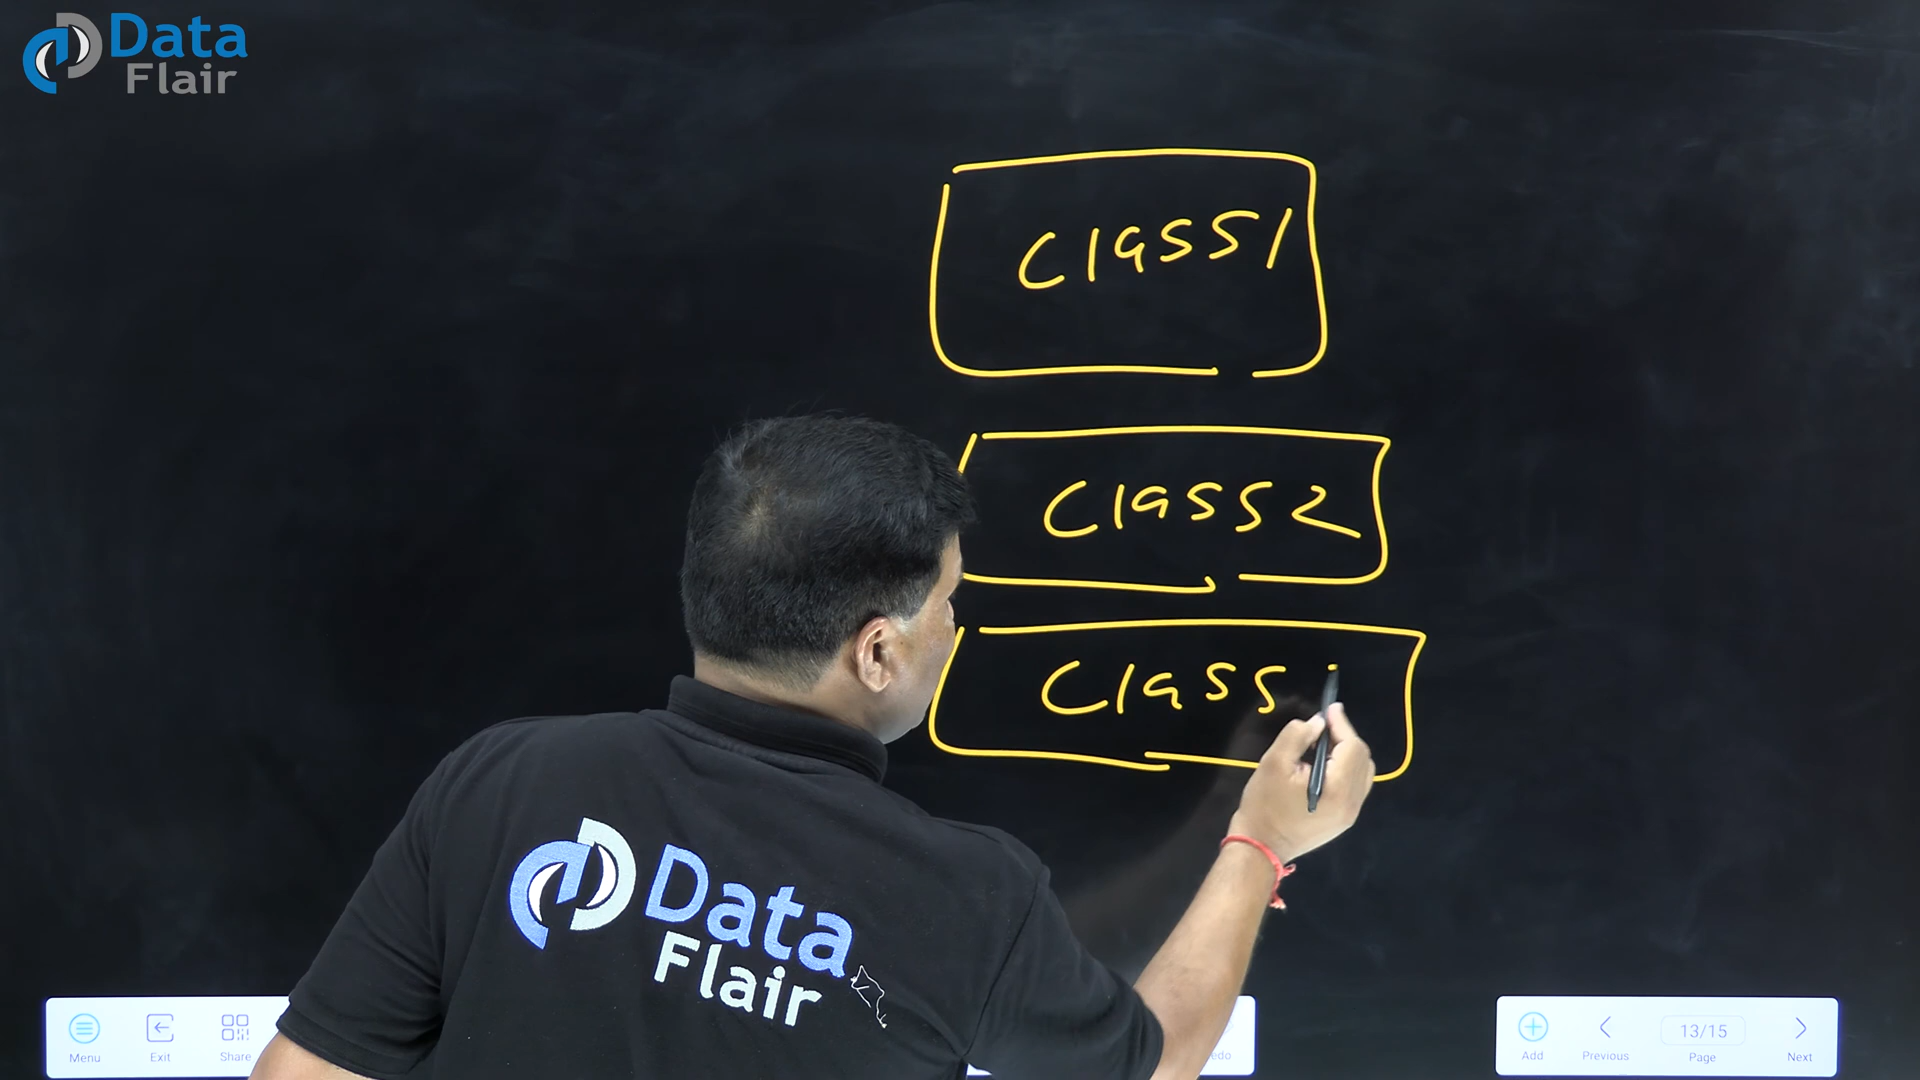 Data
Flair
Class1
Class2
Class
Data
Flair
Menu
Exit
Share
Add
Previous
13/15
Page
Next